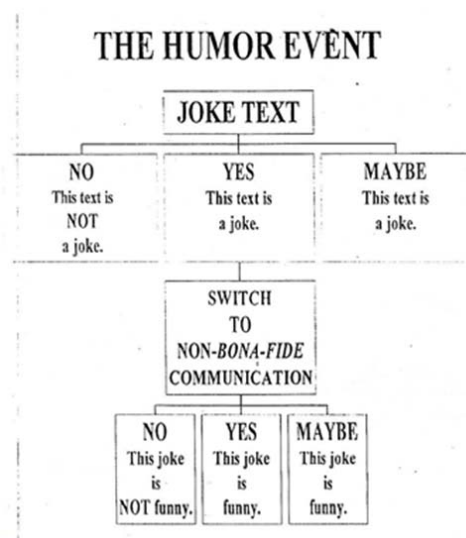 THE HUMOR EVENT
JOKE TEXT
NO
This text is
NOT
a joke.
YES
This text is
a joke.
MAYBE
This text is
a joke.
SWITCH
TO
NON-BONA-FIDE
COMMUNICATION
NO
This joke
is
NOT funny.
YES
This joke
is
funny.
MAYBE
This joke
is
funny.